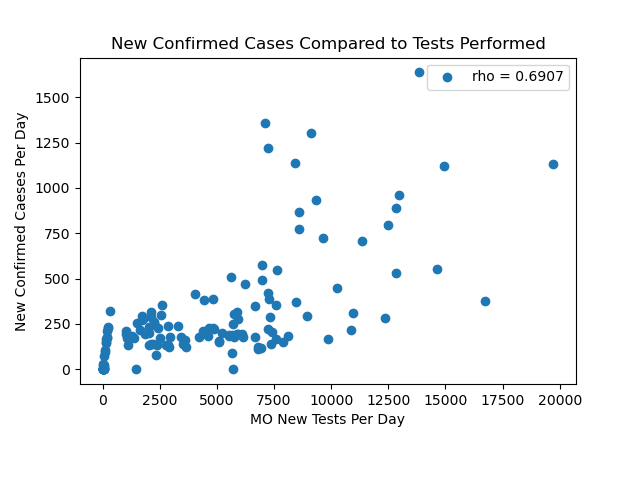 New Confirmed Cases Compared to Tests Performed
rho = 0.6907
New Confirmed Caeses Per Day
1500
1250
1000
750
500
250
0
0 2500 5000 7500 10000 12500 15000 17500 20000
MO New Tests Per Day